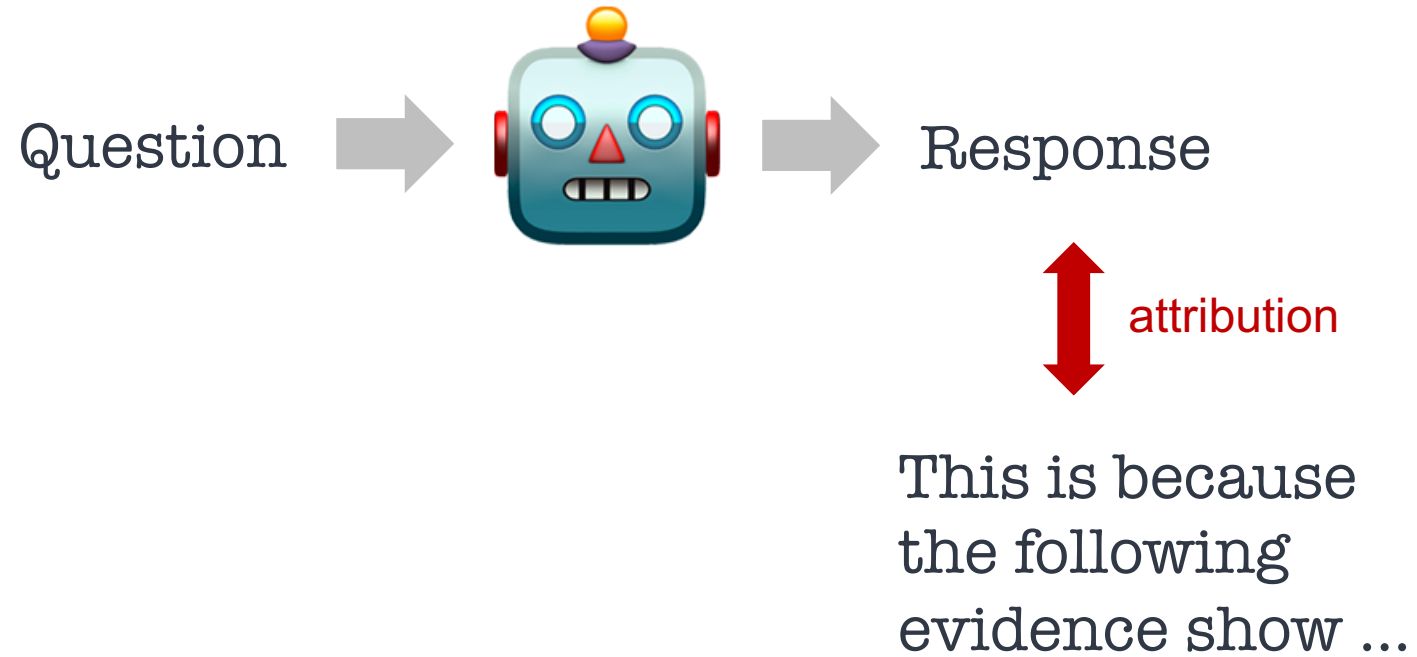 Question
Response
attribution
This is because
the following
evidence show ...